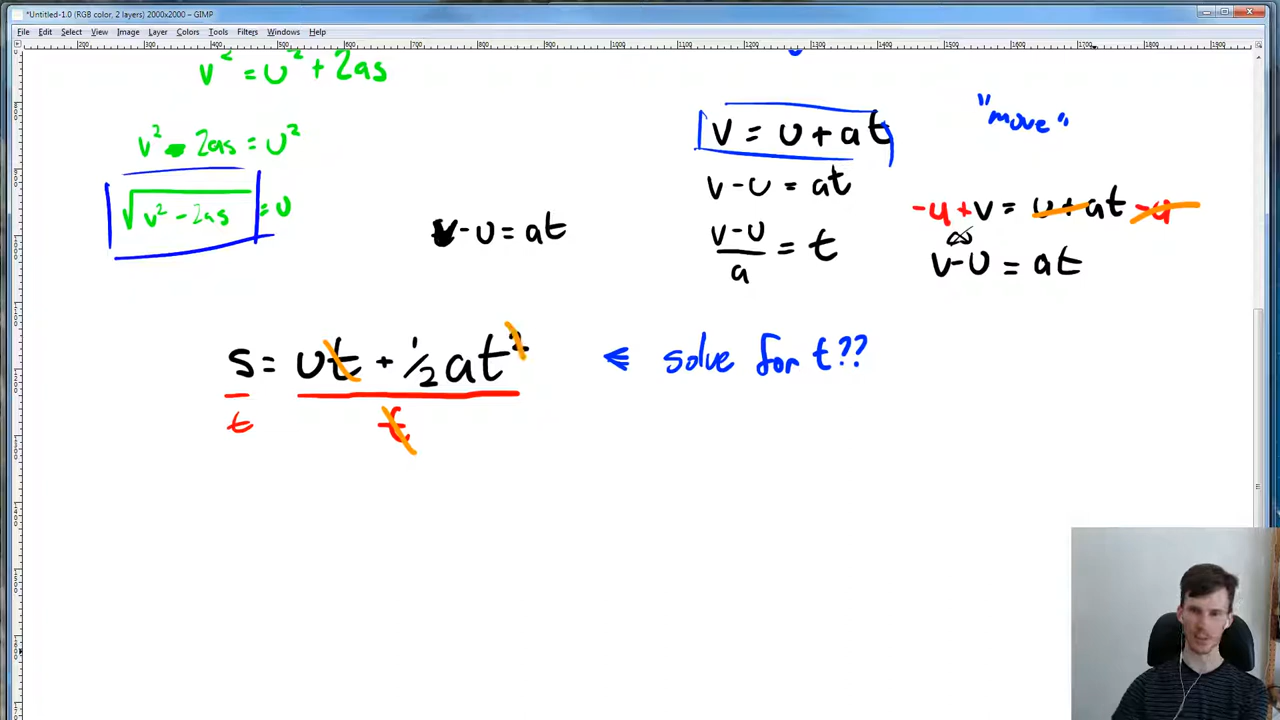 *Untitled-1.0 (RGB color, 2 layers) 2000x2000 – GIMP
File Edit Select View Image Layer Colors Tools Filters Windows Help
v² = u² + 2as
v² - 2as = u²
√v² - 2as = u
v - u = at
v = u + at
v - u = at
v - u
a
= t
"move"
-u + v = u + at - u
v - u = at
s = ut + 1/2 at²
t
t
← solve for t??